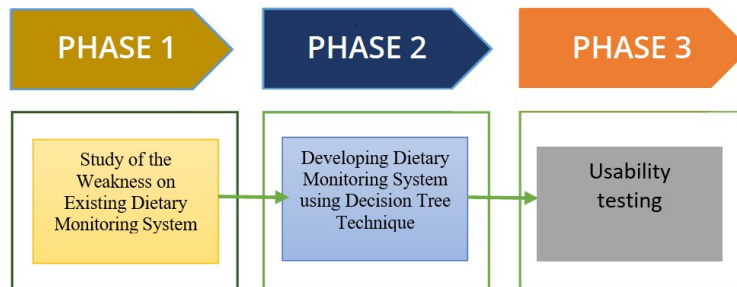 PHASE 1
PHASE 2
PHASE 3
Study of the
Weakness on
Existing Dietary
Monitoring System
Developing Dietary
Monitoring System
using Decision Tree
Technique
Usability
testing